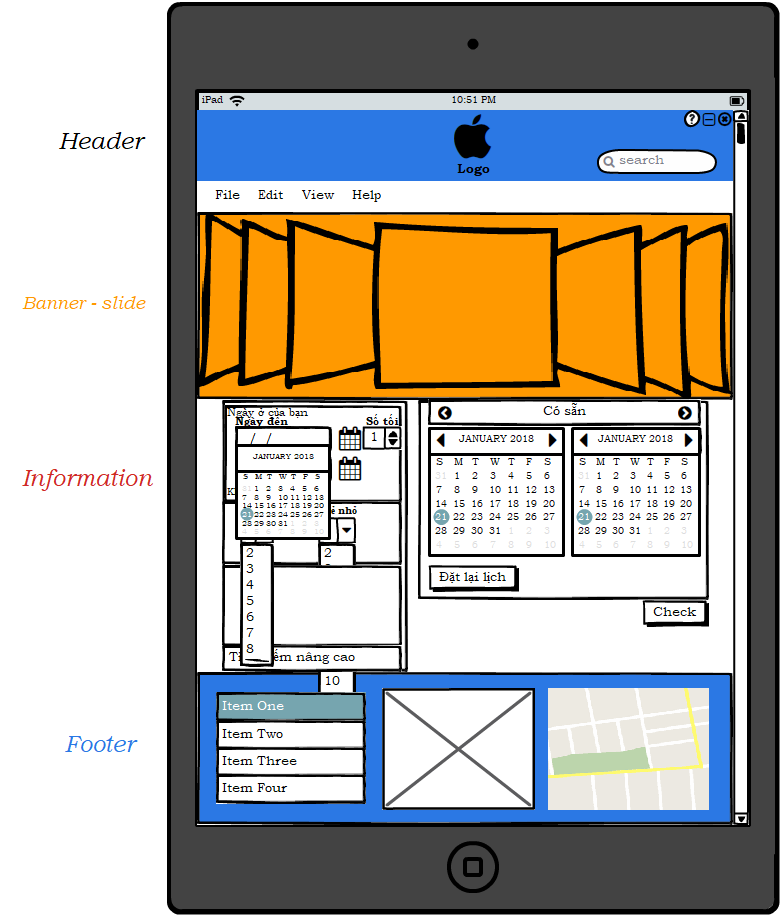 iPad 10:51 PM
Header
Logo
search
File Edit View Help
Banner - slide
Ngày ở của bạn
Ngày đến Số tối
/ / 1
JANUARY 2018
S M T W T F S
31 1 2 3 4 5 6
7 8 9 10 11 12 13
14 15 16 17 18 19 20
21 22 23 24 25 26 27
28 29 30 31 1 2 3
4 5 6 7 8 9 10
Có sẵn
JANUARY 2018
S M T W T F S
31 1 2 3 4 5 6
7 8 9 10 11 12 13
14 15 16 17 18 19 20
21 22 23 24 25 26 27
28 29 30 31 1 2 3
4 5 6 7 8 9 10
JANUARY 2018
S M T W T F S
31 1 2 3 4 5 6
7 8 9 10 11 12 13
14 15 16 17 18 19 20
21 22 23 24 25 26 27
28 29 30 31 1 2 3
4 5 6 7 8 9 10
Information
nhỏ
2
3
4
5
6
7
8
2
Đặt lại lịch
Check
nâng cao
10
Footer
Item One
Item Two
Item Three
Item Four